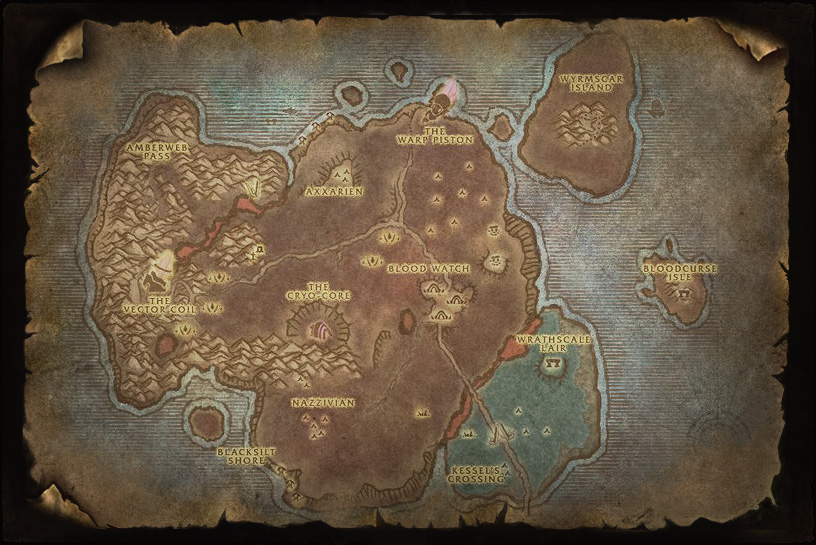 WYRMSCAR
ISLAND
THE
WARP PISTON
AMBERWEB
PASS
AXXARIEN
BLOOD WATCH
BLOODCURSE
ISLE
THE
VECTOR COIL
THE
CRYO-CORE
WRATHSCALE
LAIR
NAZZIVIAN
BLACKSILT
SHORE
KESSEL'S
CROSSING